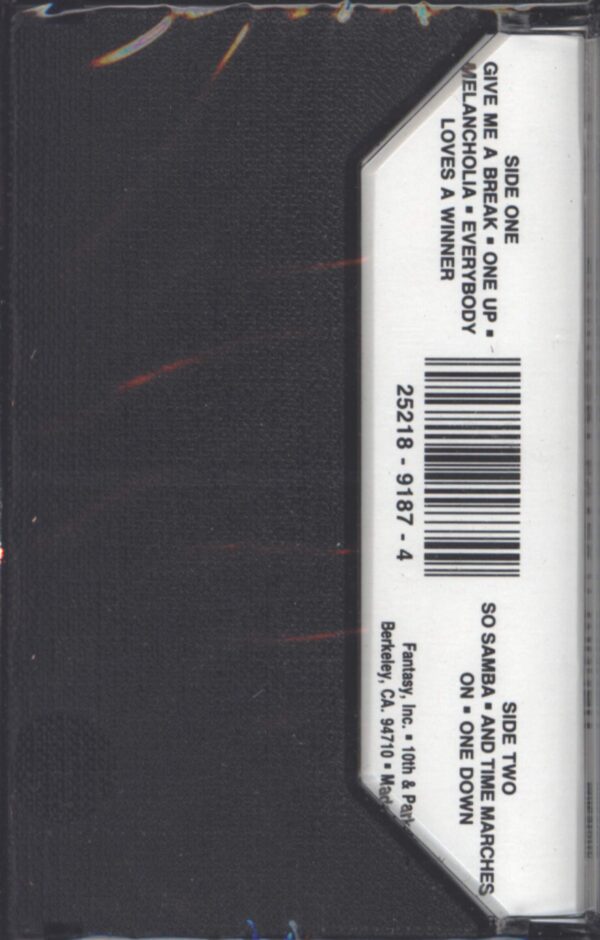 SIDE ONE
GIVE ME A BREAK ▪ ONE UP ▪
MELANCHOLIA ▪ EVERYBODY
LOVES A WINNER
25218 - 9187 - 4
SIDE TWO
SO SAMBA ▪ AND TIME MARCHES
ON ▪ ONE DOWN
Fantasy, Inc. ▪ 10th &
Berkeley, CA. 94710 ▪